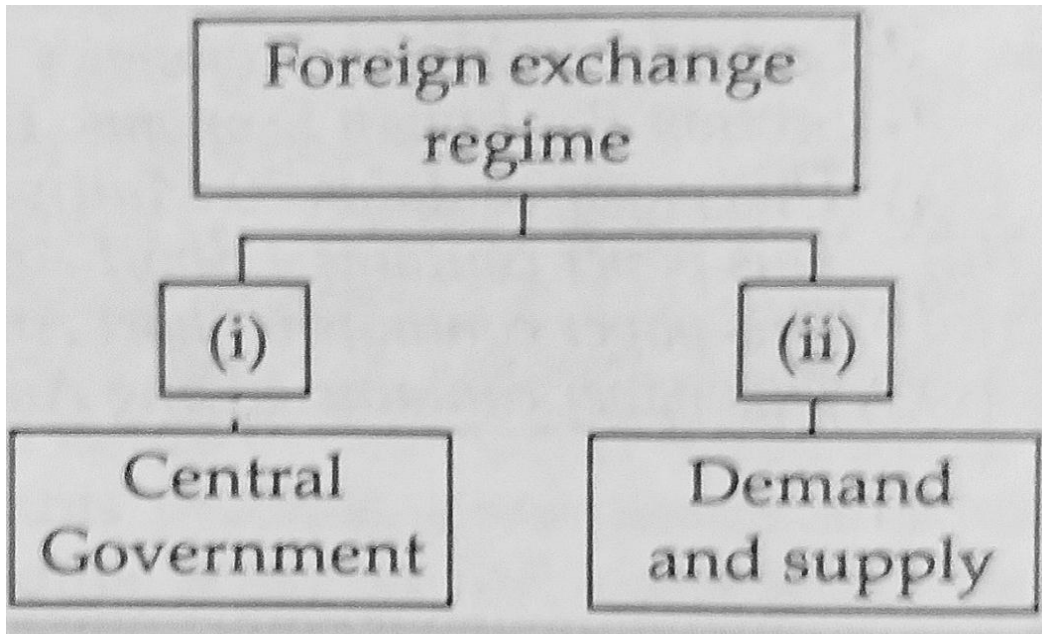 Foreign exchange
regime
(i)
(ii)
Central
Government
Demand
and supply